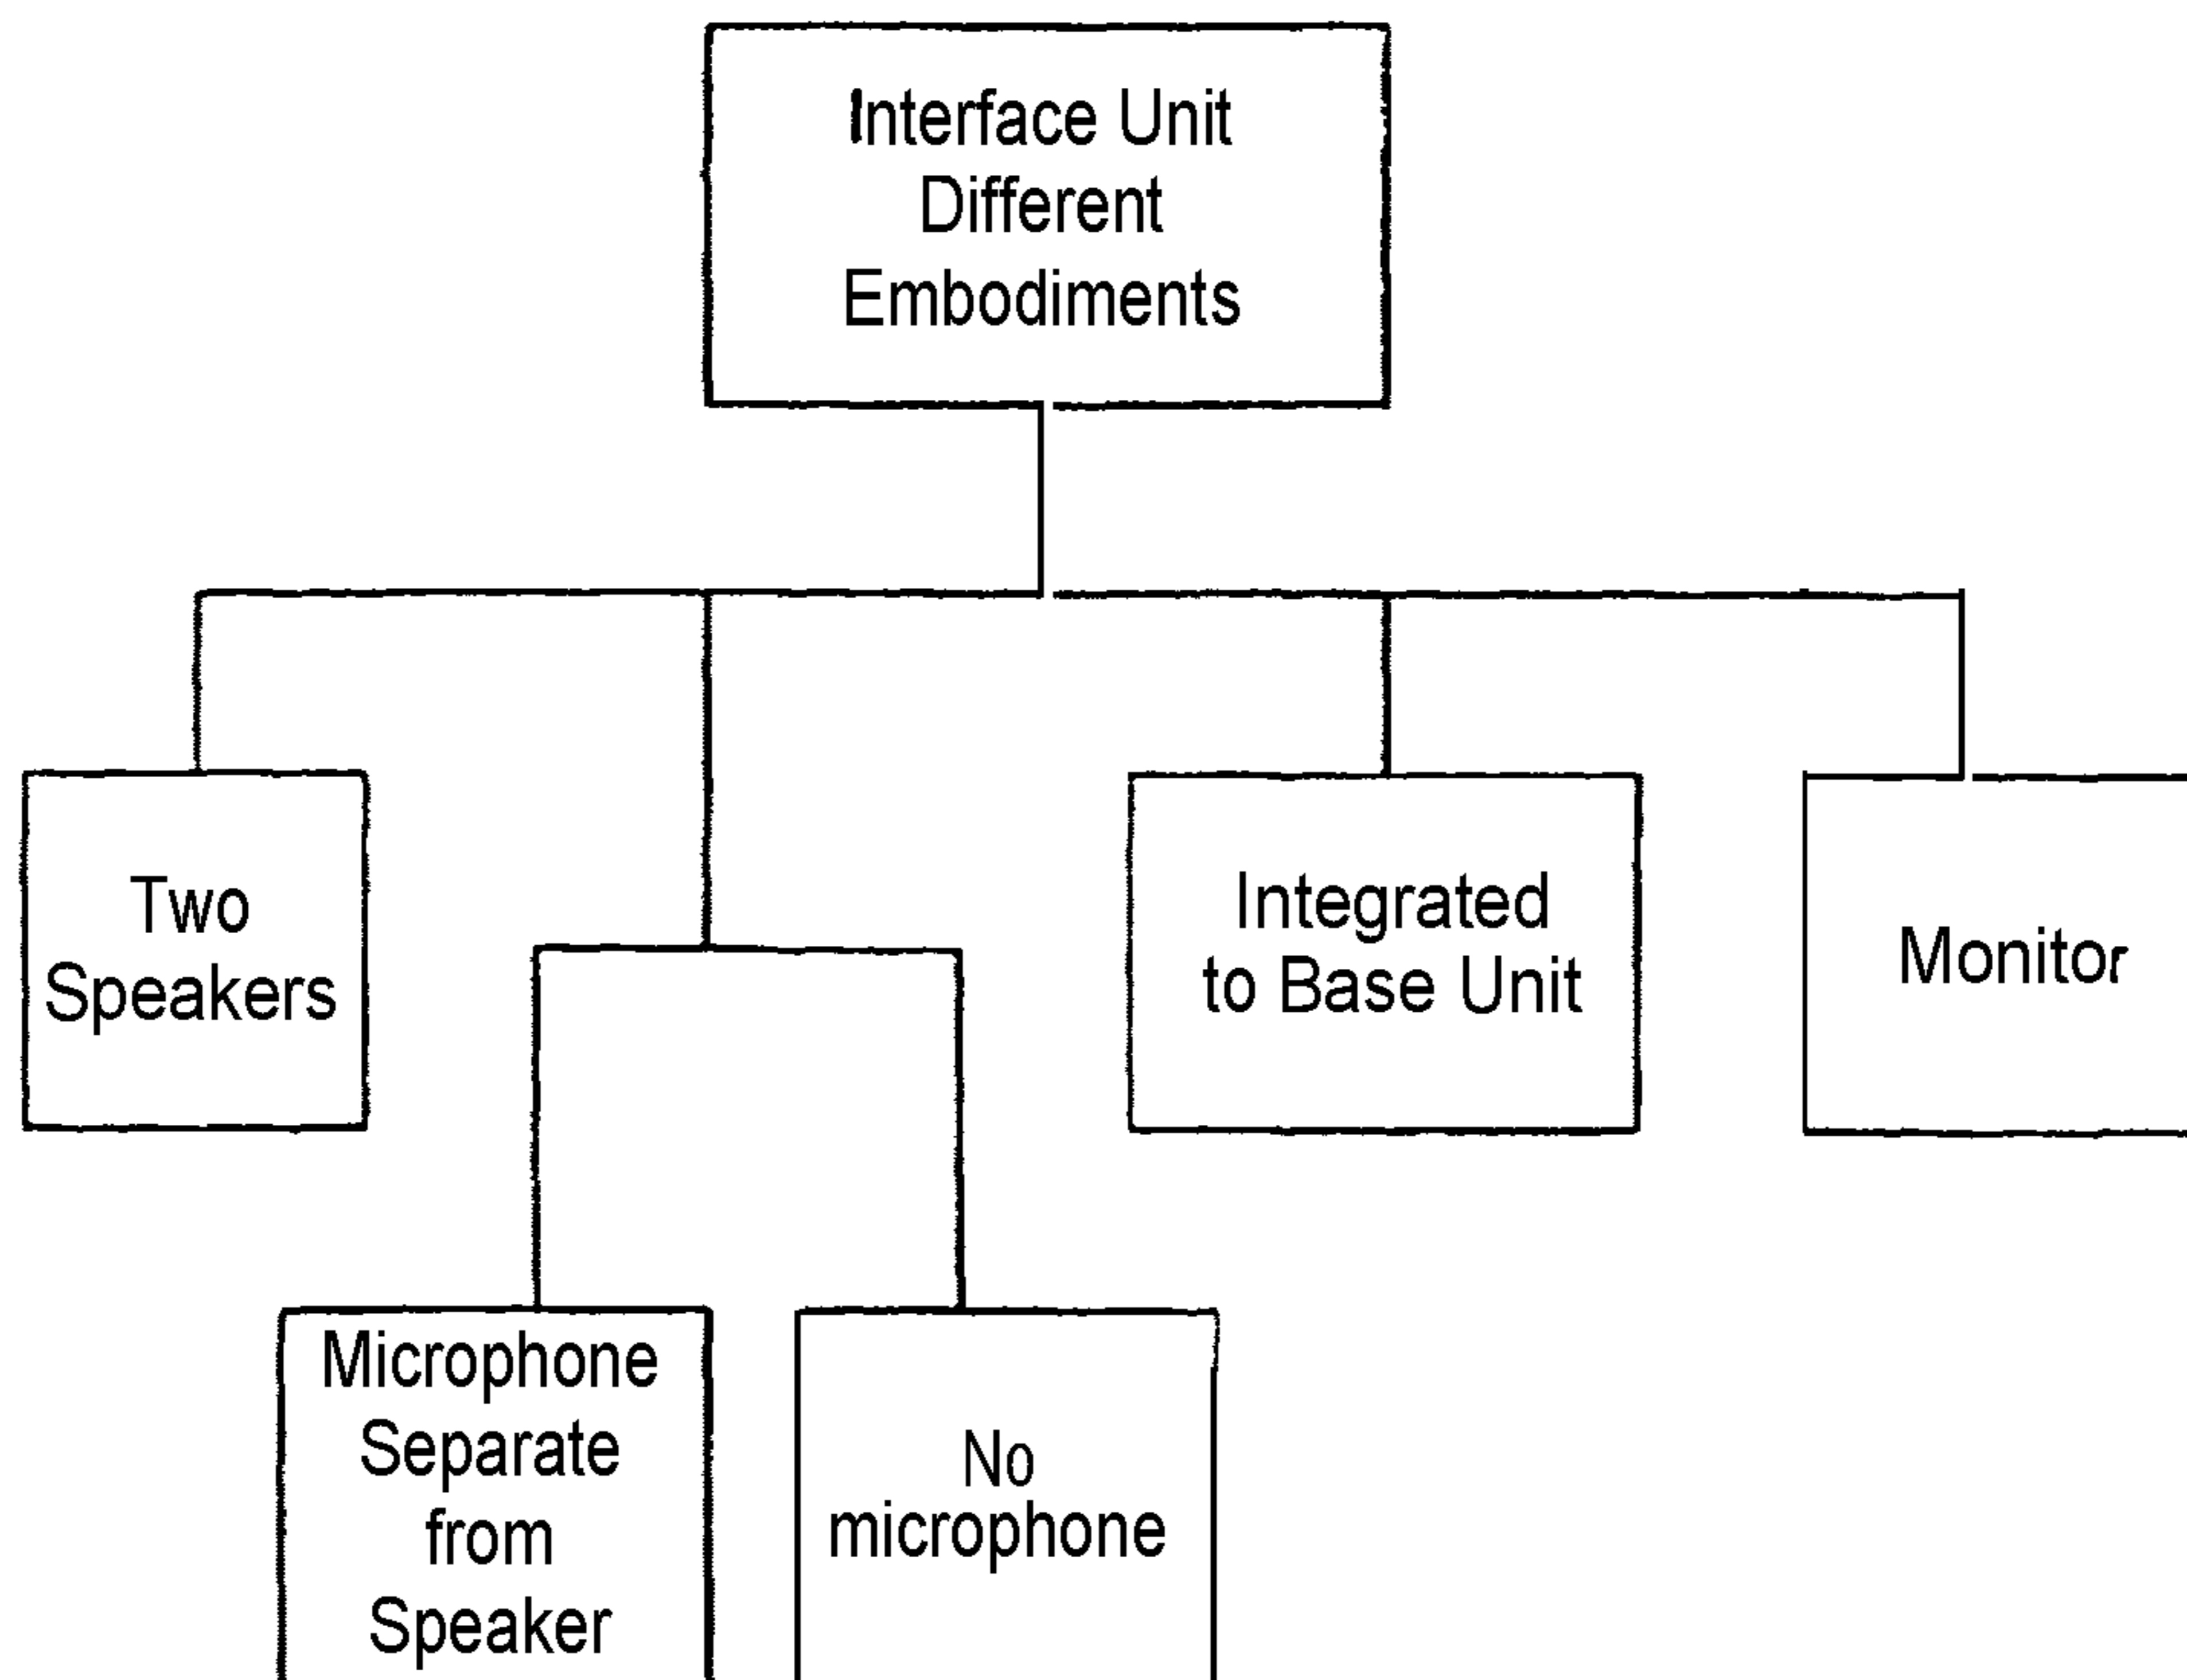 Interface Unit
Different
Embodiments
Two
Speakers
Integrated
to Base Unit
Monitor
Microphone
Separate
from
Speaker
No
microphone